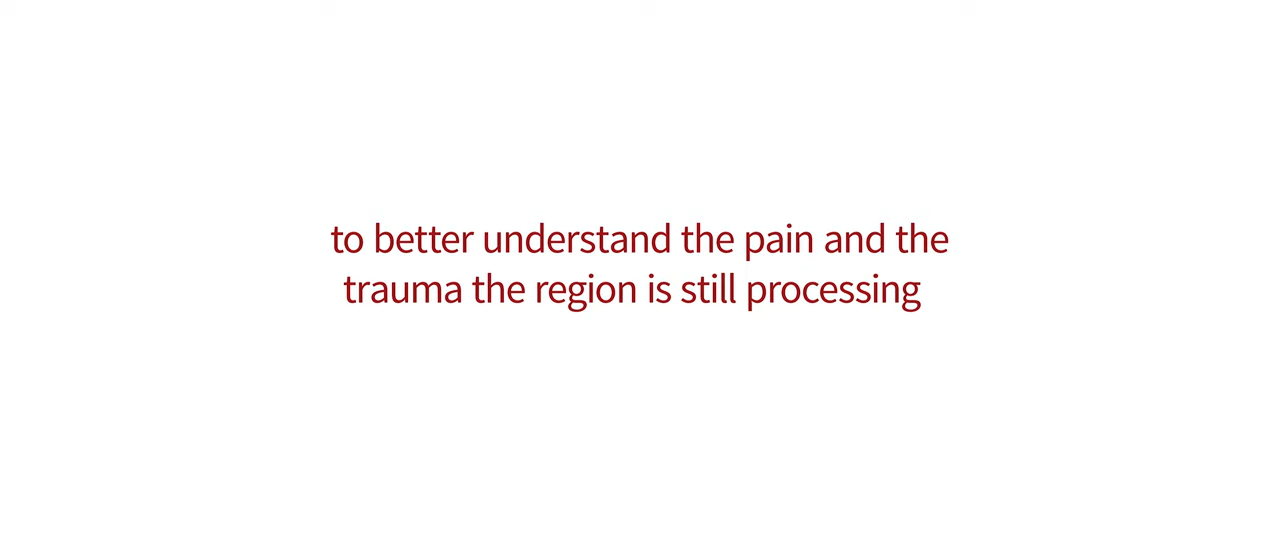 to better understand the pain and the
trauma the region is still processing